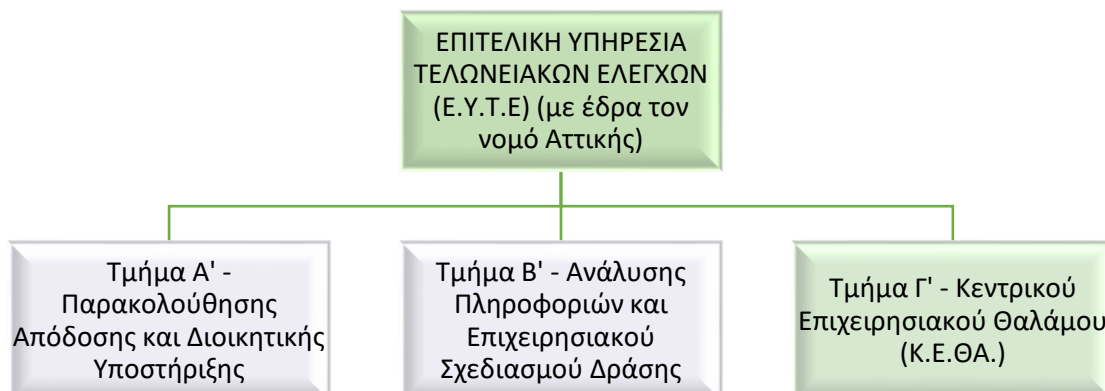 ΕΠΙΤΕΛΙΚΗ ΥΠΗΡΕΣΙΑ
ΤΕΛΩΝΕΙΑΚΩΝ ΕΛΕΓΧΩΝ
(Ε.Υ.Τ.Ε) (με έδρα τον
νομό Αττικής)
Τμήμα Α' -
Παρακολούθησης
Απόδοσης και Διοικητικής
Υποστήριξης
Τμήμα Β' - Ανάλυσης
Πληροφοριών και
Επιχειρησιακού
Σχεδιασμού Δράσης
Τμήμα Γ' - Κεντρικού
Επιχειρησιακού Θαλάμου
(Κ.Ε.ΘΑ.)